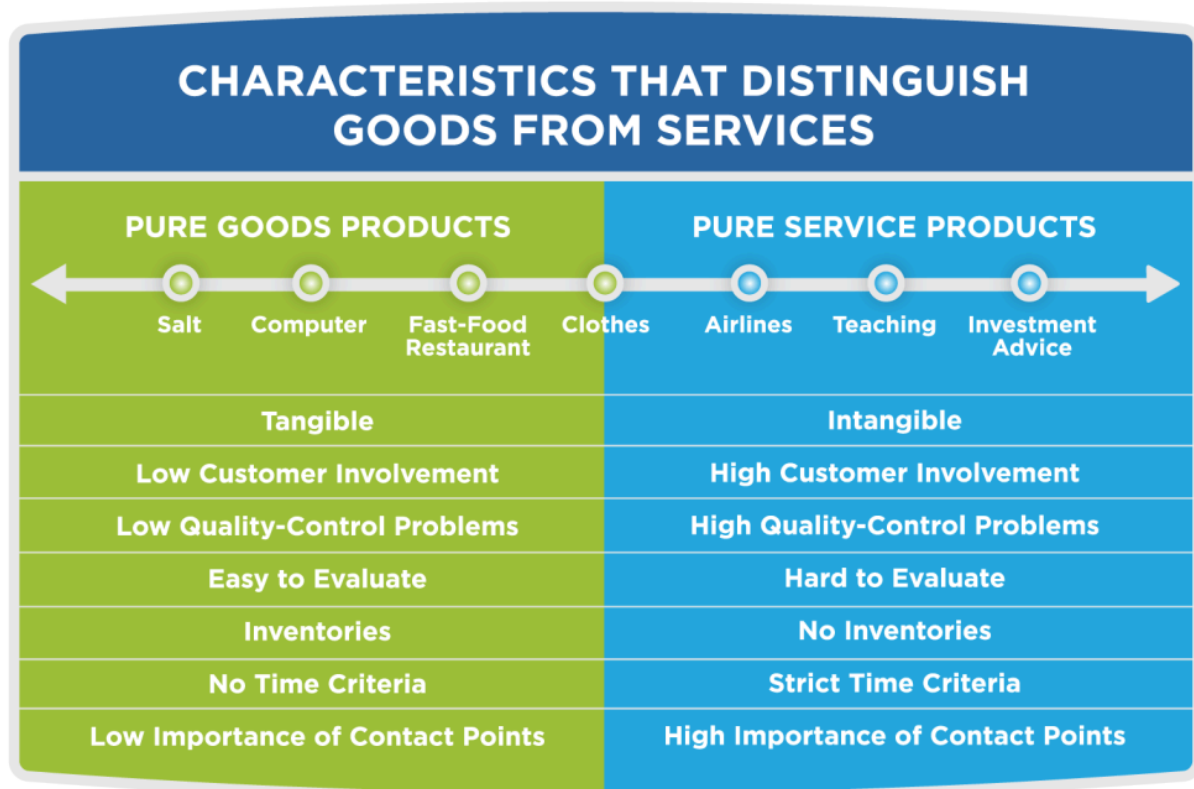 CHARACTERISTICS THAT DISTINGUISH
GOODS FROM SERVICES
PURE GOODS PRODUCTS
Salt
Computer
Fast-Food
Restaurant
Clothes
PURE SERVICE PRODUCTS
Airlines
Teaching
Investment
Advice
Tangible
Intangible
Low Customer Involvement
High Customer Involvement
Low Quality-Control Problems
High Quality-Control Problems
Easy to Evaluate
Hard to Evaluate
Inventories
No Inventories
No Time Criteria
Strict Time Criteria
Low Importance of Contact Points
High Importance of Contact Points